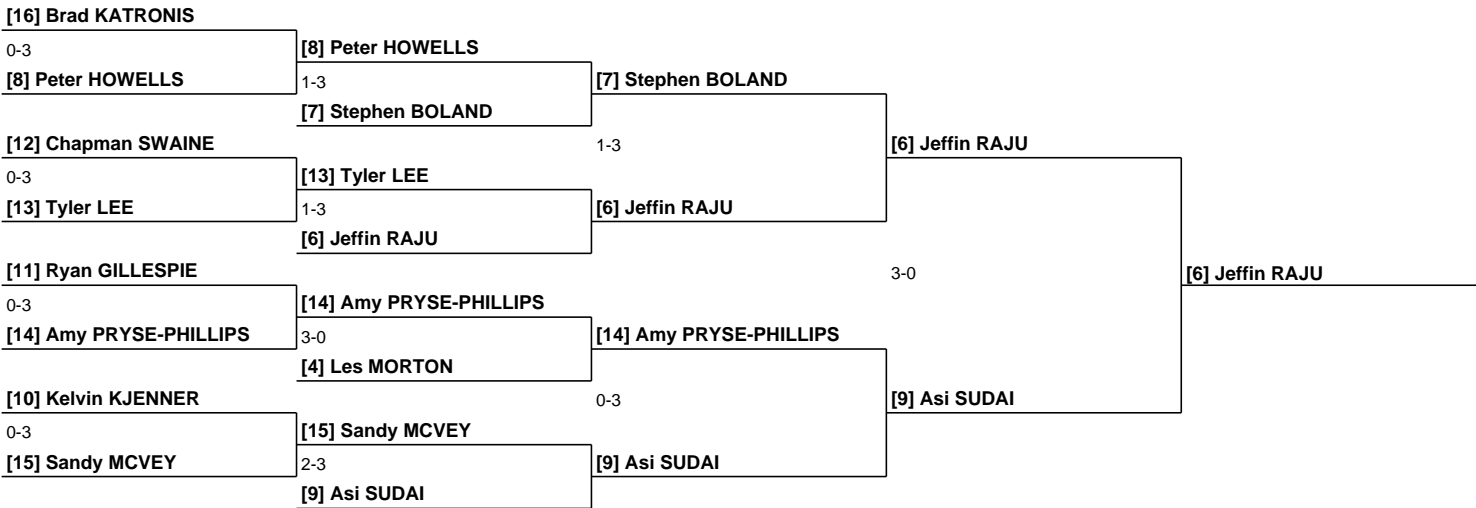 [16] Brad KATRONIS
0-3
[8] Peter HOWELLS
[8] Peter HOWELLS
1-3
[7] Stephen BOLAND
[7] Stephen BOLAND
[12] Chapman SWAINE
1-3
[6] Jeffin RAJU
0-3
[13] Tyler LEE
[13] Tyler LEE
1-3
[6] Jeffin RAJU
[6] Jeffin RAJU
[11] Ryan GILLESPIE
3-0
[6] Jeffin RAJU
0-3
[14] Amy PRYSE-PHILLIPS
[14] Amy PRYSE-PHILLIPS
3-0
[14] Amy PRYSE-PHILLIPS
[4] Les MORTON
[10] Kelvin KJENNER
0-3
[9] Asi SUDAI
0-3
[15] Sandy MCVEY
[15] Sandy MCVEY
2-3
[9] Asi SUDAI
[9] Asi SUDAI